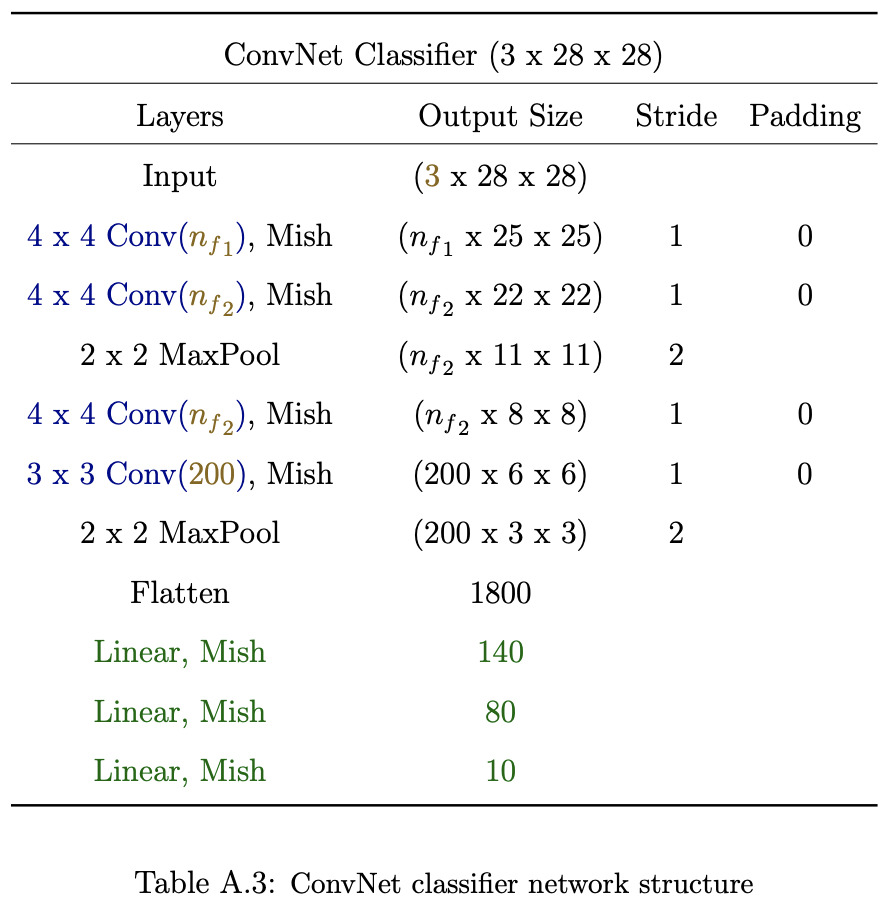 ConvNet Classifier (3 x 28 x 28)
Layers Output Size Stride Padding
Input (3 x 28 x 28)
4 x 4 Conv(n_{f_1}), Mish (n_{f_1} x 25 x 25) 1 0
4 x 4 Conv(n_{f_2}), Mish (n_{f_2} x 22 x 22) 1 0
2 x 2 MaxPool (n_{f_2} x 11 x 11) 2
4 x 4 Conv(n_{f_2}), Mish (n_{f_2} x 8 x 8) 1 0
3 x 3 Conv(200), Mish (200 x 6 x 6) 1 0
2 x 2 MaxPool (200 x 3 x 3) 2
Flatten 1800
Linear, Mish 140
Linear, Mish 80
Linear, Mish 10
Table A.3: ConvNet classifier network structure